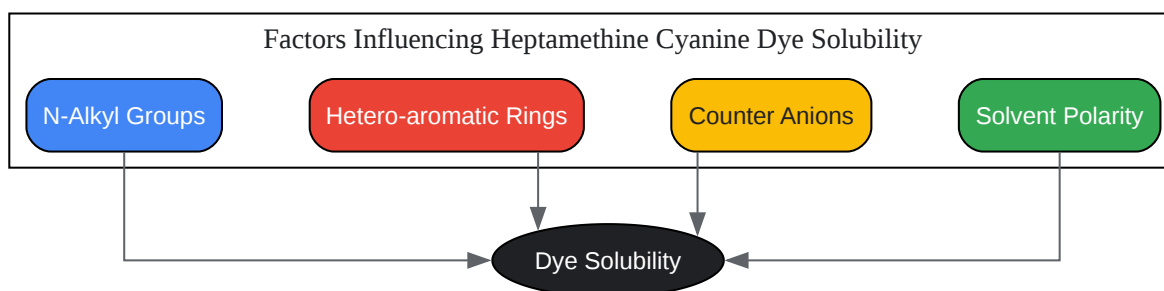 Factors Influencing Heptamethine Cyanine Dye Solubility
N-Alkyl Groups
Hetero-aromatic Rings
Counter Anions
Solvent Polarity
Dye Solubility